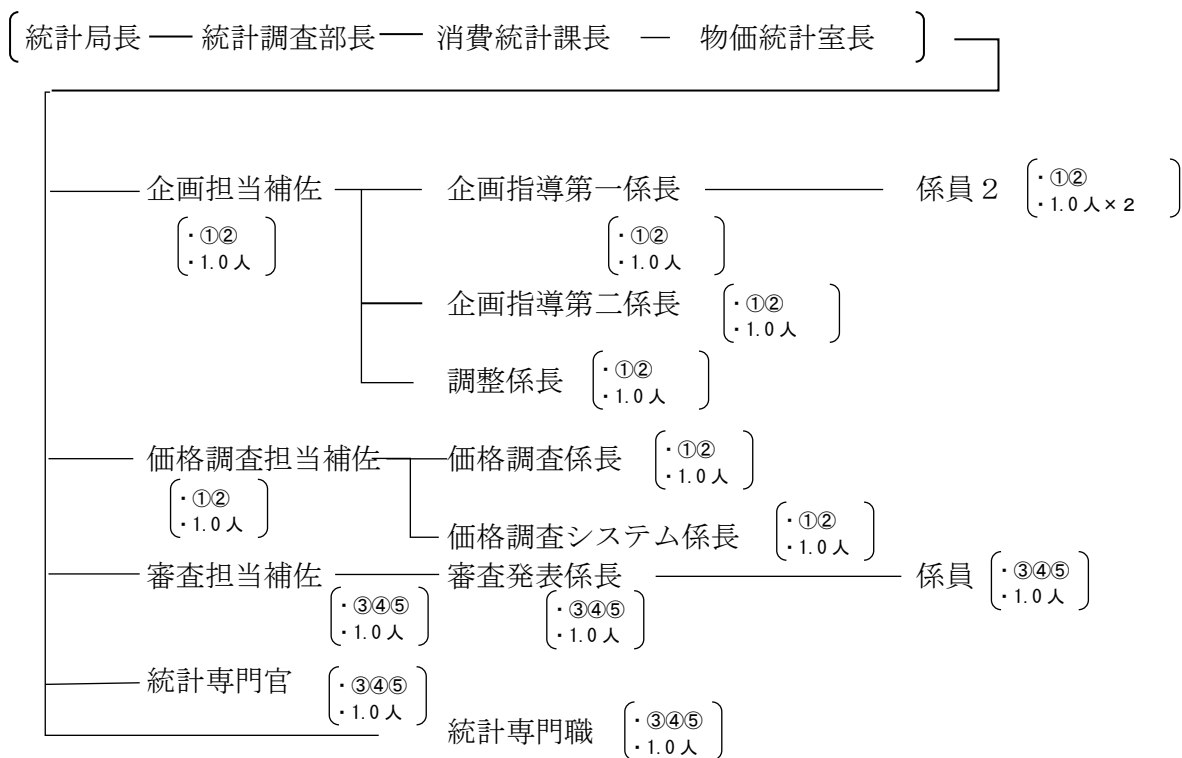 統計局長 ― 統計調査部長 ― 消費統計課長 ― 物価統計室長
企画担当補佐
・①②
・1.0人
企画指導第一係長
・①②
・1.0人
係員2
・①②
・1.0人×2
企画指導第二係長
・①②
・1.0人
調整係長
・①②
・1.0人
価格調査担当補佐
・①②
・1.0人
価格調査係長
・①②
・1.0人
価格調査システム係長
・①②
・1.0人
審査担当補佐
・③④⑤
・1.0人
審査発表係長
・③④⑤
・1.0人
係員
・③④⑤
・1.0人
統計専門官
・③④⑤
・1.0人
統計専門職
・③④⑤
・1.0人